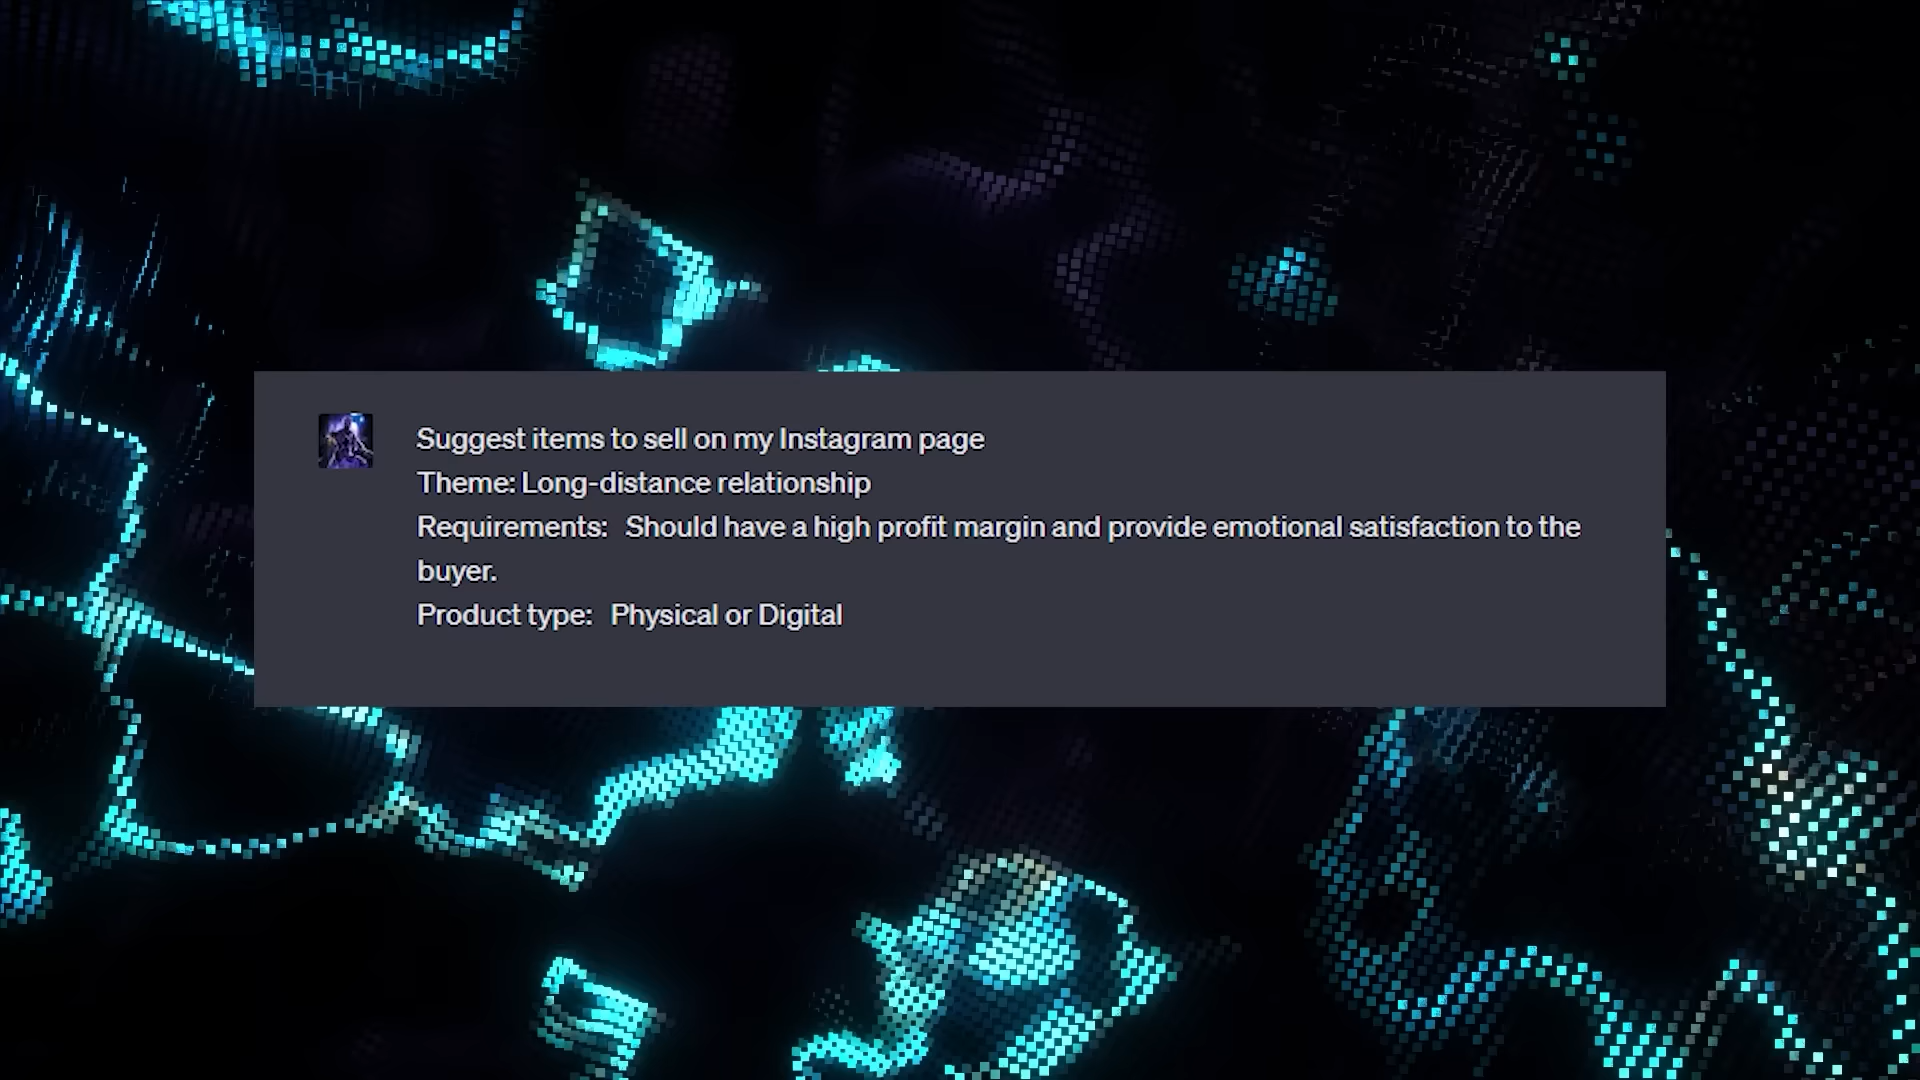 Suggest items to sell on my Instagram page
Theme: Long-distance relationship
Requirements: Should have a high profit margin and provide emotional satisfaction to the
buyer.
Product type: Physical or Digital